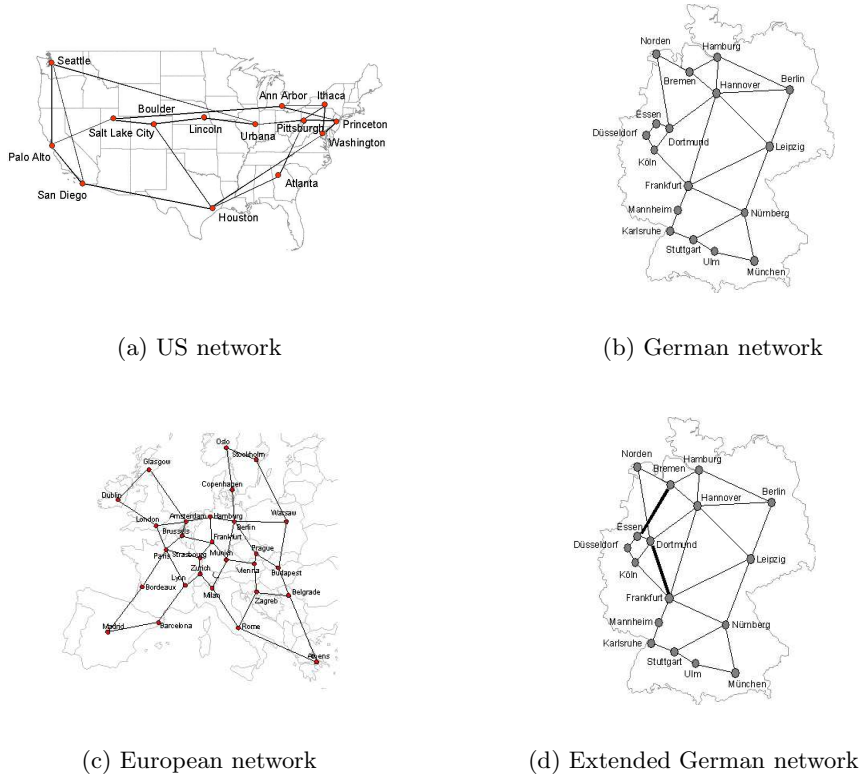 Seattle
Ann Arbor
Ithaca
Boulder
Salt Lake City
Lincoln
Urbana
Pittsburgh
Princeton
Washington
Palo Alto
San Diego
Houston
Atlanta
(a) US network
Norden
Hamburg
Bremen
Hannover
Berlin
Essen
Düsseldorf
Dortmund
Köln
Leipzig
Frankfurt
Mannheim
Nürnberg
Karlsruhe
Stuttgart
Ulm
München
(b) German network
Oslo
Stockholm
Glasgow
Copenhagen
Dublin
Amsterdam
Hamburg
London
Berlin
Warsaw
Brussels
Frankfurt
Paris
Strasbourg
Munich
Prague
Zurich
Vienna
Budapest
Lyon
Bordeaux
Milan
Zagreb
Belgrade
Madrid
Barcelona
Rome
Athens
(c) European network
Norden
Hamburg
Bremen
Hannover
Berlin
Essen
Düsseldorf
Dortmund
Köln
Leipzig
Frankfurt
Mannheim
Nürnberg
Karlsruhe
Stuttgart
Ulm
München
(d) Extended German network